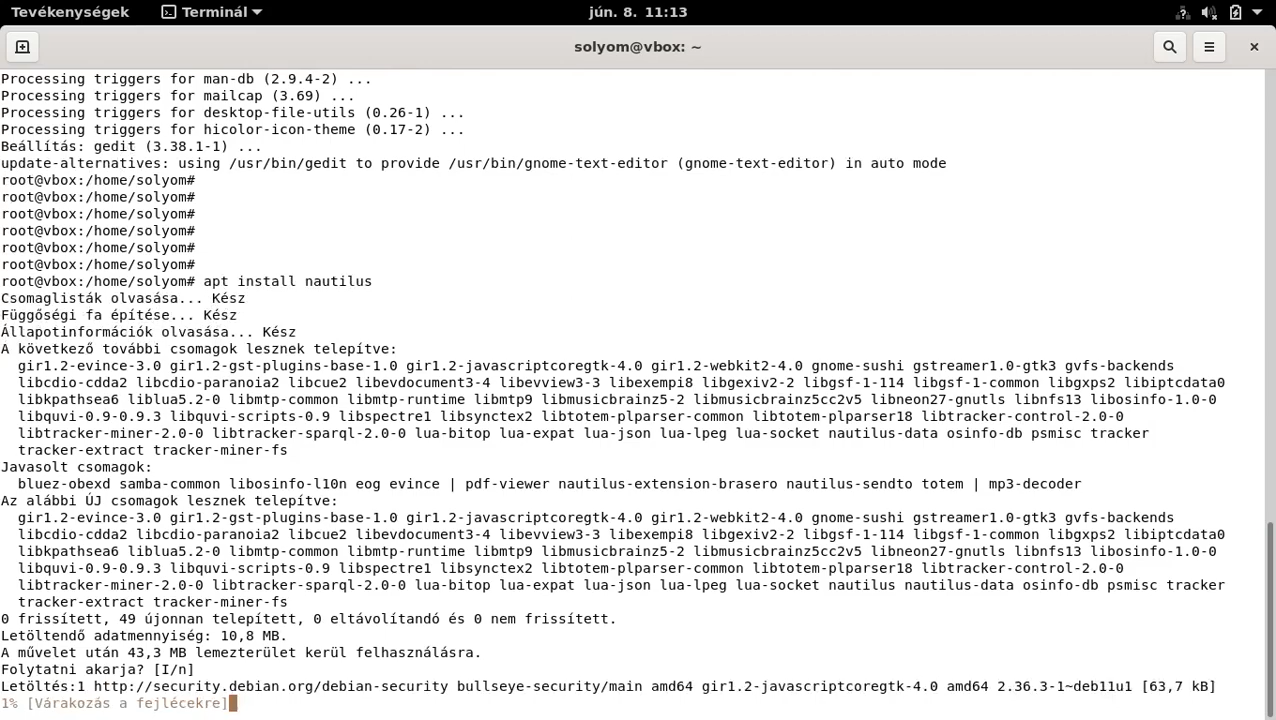 Tevékenységek
Terminál
jún. 8. 11:13
solyom@vbox: ~
Processing triggers for man-db (2.9.4-2) ...
Processing triggers for mailcap (3.69) ...
Processing triggers for desktop-file-utils (0.26-1) ...
Processing triggers for hicolor-icon-theme (0.17-2) ...
Beállítás: gedit (3.38.1-1) ...
update-alternatives: using /usr/bin/gedit to provide /usr/bin/gnome-text-editor (gnome-text-editor) in auto mode
root@vbox:/home/solyom#
root@vbox:/home/solyom#
root@vbox:/home/solyom#
root@vbox:/home/solyom#
root@vbox:/home/solyom#
root@vbox:/home/solyom#
root@vbox:/home/solyom# apt install nautilus
Csomaglisták olvasása... Kész
Függőségi fa építése... Kész
Állapotinformációk olvasása... Kész
A következő további csomagok lesznek telepítve:
gir1.2-evince-3.0 gir1.2-gst-plugins-base-1.0 gir1.2-javascriptcoregtk-4.0 gir1.2-webkit2-4.0 gnome-sushi gstreamer1.0-gtk3 gvfs-backends
libcdio-cdda2 libcdio-paranoia2 libcue2 libevdocument3-4 libevview3-3 libexempi8 libgexiv2-2 libgsf-1-114 libgsf-1-common libgxps2 libiptcdata0
libkpathsea6 liblua5.2-0 libmtp-common libmtp-runtime libmtp9 libmusicbrainz5-2 libmusicbrainz5cc2v5 libneon27-gnutls libnfs13 libosinfo-1.0-0
libquvi-0.9-0.9.3 libquvi-scripts-0.9 libspectre1 libsynctex2 libtotem-plparser-common libtotem-plparser18 libtracker-control-2.0-0
libtracker-miner-2.0-0 libtracker-sparql-2.0-0 lua-bitop lua-expat lua-json lua-lpeg lua-socket nautilus-data osinfo-db psmisc tracker
tracker-extract tracker-miner-fs
Javasolt csomagok:
bluez-obexd samba-common libosinfo-l10n eog evince | pdf-viewer nautilus-extension-brasero nautilus-sendto totem | mp3-decoder
Az alábbi ÚJ csomagok lesznek telepítve:
gir1.2-evince-3.0 gir1.2-gst-plugins-base-1.0 gir1.2-javascriptcoregtk-4.0 gir1.2-webkit2-4.0 gnome-sushi gstreamer1.0-gtk3 gvfs-backends
libcdio-cdda2 libcdio-paranoia2 libcue2 libevdocument3-4 libevview3-3 libexempi8 libgexiv2-2 libgsf-1-114 libgsf-1-common libgxps2 libiptcdata0
libkpathsea6 liblua5.2-0 libmtp-common libmtp-runtime libmtp9 libmusicbrainz5-2 libmusicbrainz5cc2v5 libneon27-gnutls libnfs13 libosinfo-1.0-0
libquvi-0.9-0.9.3 libquvi-scripts-0.9 libspectre1 libsynctex2 libtotem-plparser-common libtotem-plparser18 libtracker-control-2.0-0
libtracker-miner-2.0-0 libtracker-sparql-2.0-0 lua-bitop lua-expat lua-json lua-lpeg lua-socket nautilus nautilus-data osinfo-db psmisc tracker
tracker-extract tracker-miner-fs
0 frissített, 49 újonnan telepített, 0 eltávolítandó és 0 nem frissített.
Letöltendő adatmennyiség: 10,8 MB.
A művelet után 43,3 MB lemezterület kerül felhasználásra.
Folytatni akarja? [I/n]
Letöltés:1 http://security.debian.org/debian-security bullseye-security/main amd64 gir1.2-javascriptcoregtk-4.0 amd64 2.36.3-1~deb11u1 [63,7 kB]
1% [Várakozás a fejlécekre]